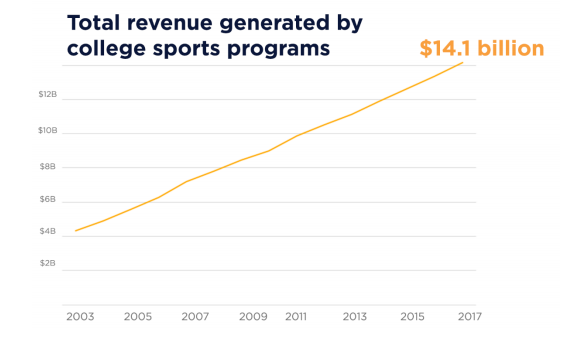 Total revenue generated by
college sports programs
$14.1 billion
$12B
$10B
$8B
$6B
$4B
$2B
2003 2005 2007 2009 2011 2013 2015 2017